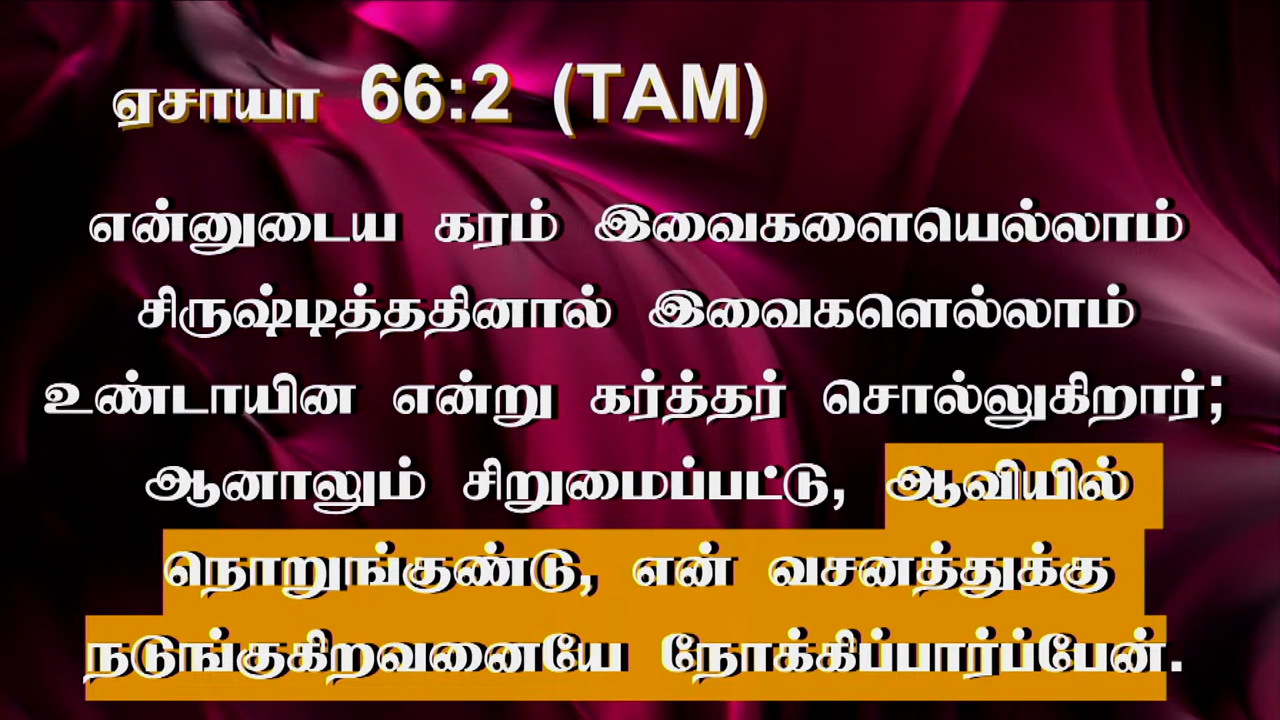 ஏசாயா 66:2 (TAM)
என்னுடைய கரம் இவைகளையெல்லாம்
சிருஷ்டித்ததினால் இவைகளெல்லாம்
உண்டாயின என்று கர்த்தர் சொல்லுகிறார்;
ஆனாலும் சிறுமைப்பட்டு, ஆவியில்
நொறுங்குண்டு, என் வசனத்துக்கு
நடுங்குகிறவனையே நோக்கிப்பார்ப்பேன்.